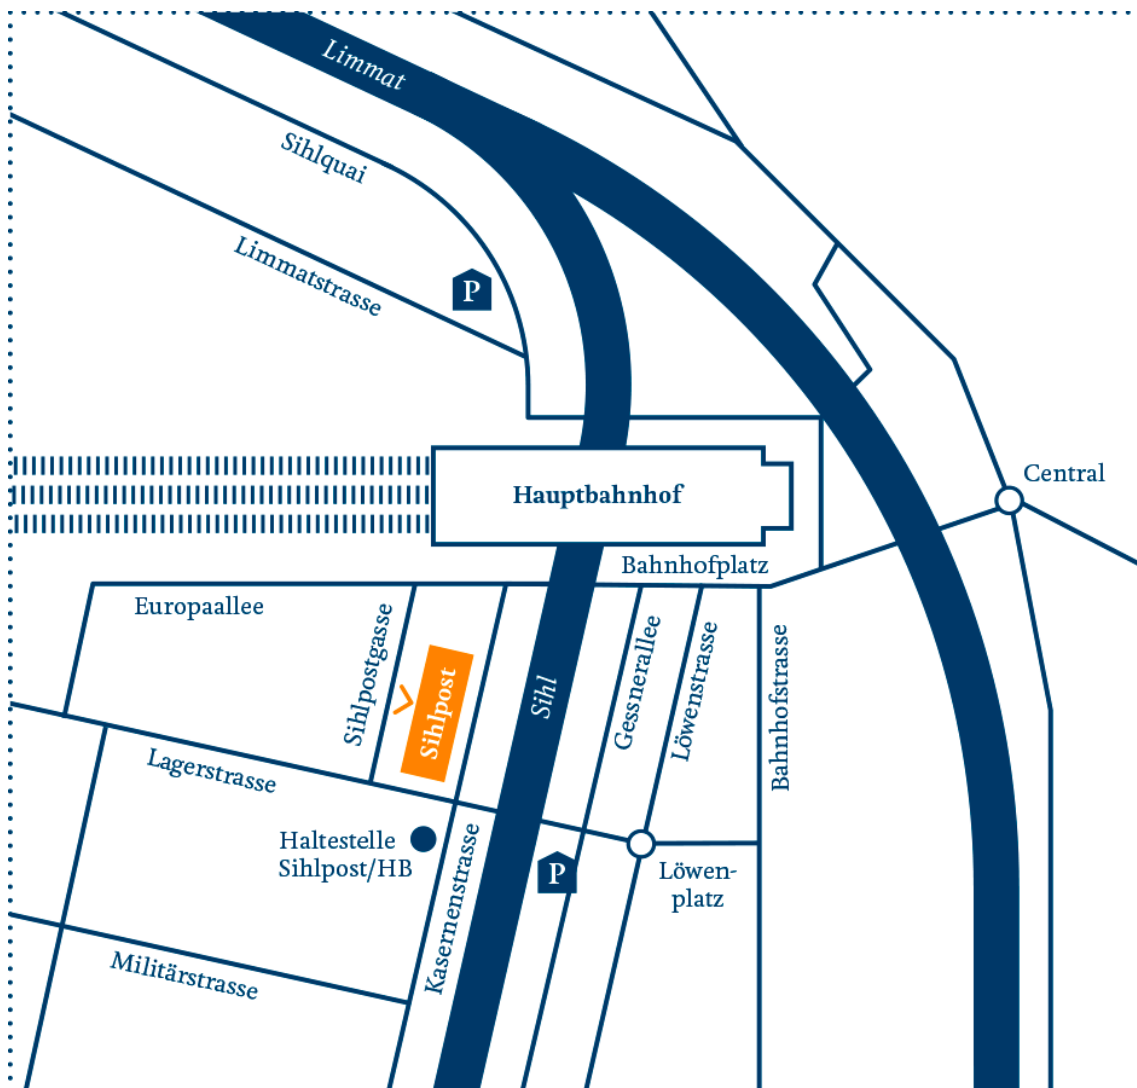 Limmat
Sihlquai
Limmatstrasse
P
Central
Hauptbahnhof
Bahnhofplatz
Europaallee
Sihlpostgasse
Sihlpost
Sihl
Gessnerallee
Löwenstrasse
Bahnhofstrasse
Lagerstrasse
Haltestelle
Sihlpost/HB
Kasernenstrasse
P
Löwen-
platz
Militärstrasse